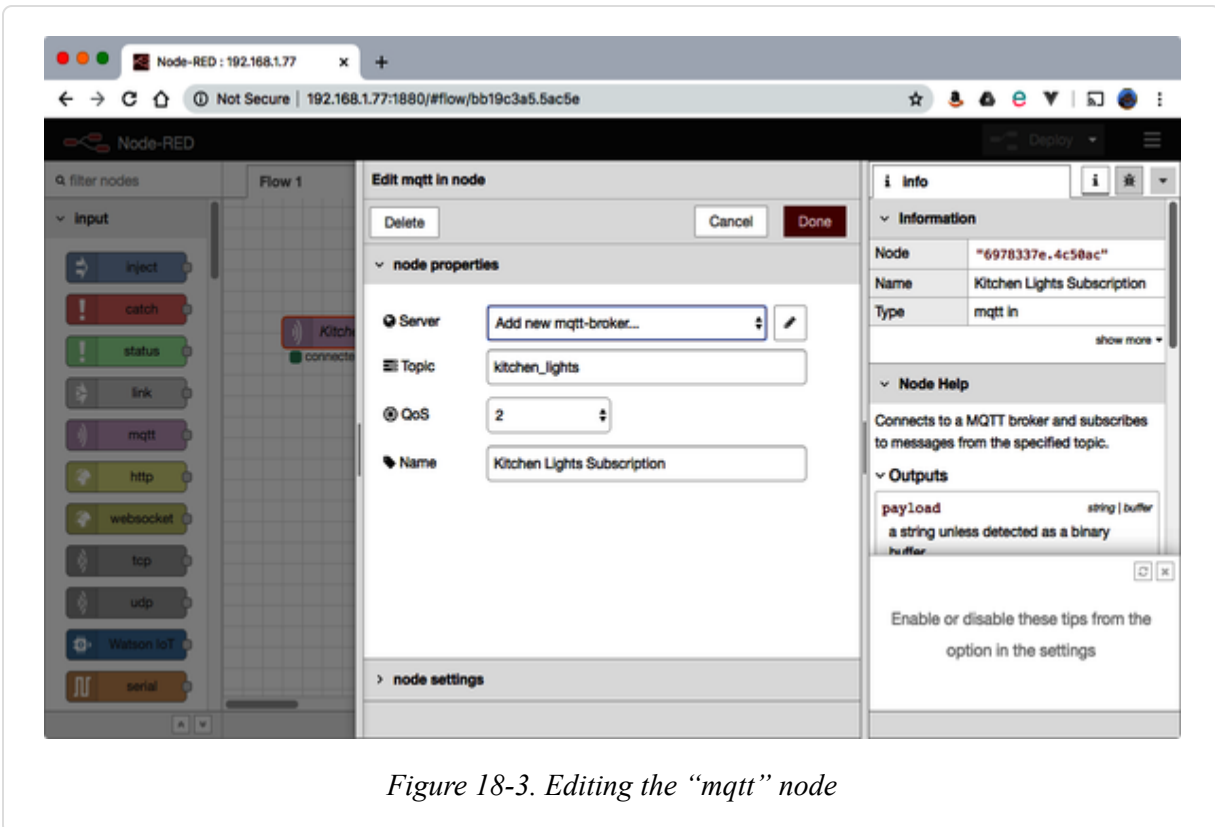 Node-RED : 192.168.1.77
Not Secure | 192.168.1.77:1880/#flow/bb19c3a5.5ac5e
Node-RED
Deploy
filter nodes
Flow 1
Edit mqtt in node
i info
input
Delete
Cancel
Done
Information
node properties
Node
"6978337e.4c50ac"
Name
Kitchen Lights Subscription
Type
mqtt in
show more
inject
catch
status
link
mqtt
http
websocket
tcp
udp
Watson IoT
serial
connecte
Server
Add new mqtt-broker...
Topic
kitchen_lights
QoS
2
Name
Kitchen Lights Subscription
Node Help
Connects to a MQTT broker and subscribes
to messages from the specified topic.
Outputs
payload
string | buffer
a string unless detected as a binary
buffer
Enable or disable these tips from the
option in the settings
node settings
Figure 18-3. Editing the “mqtt” node